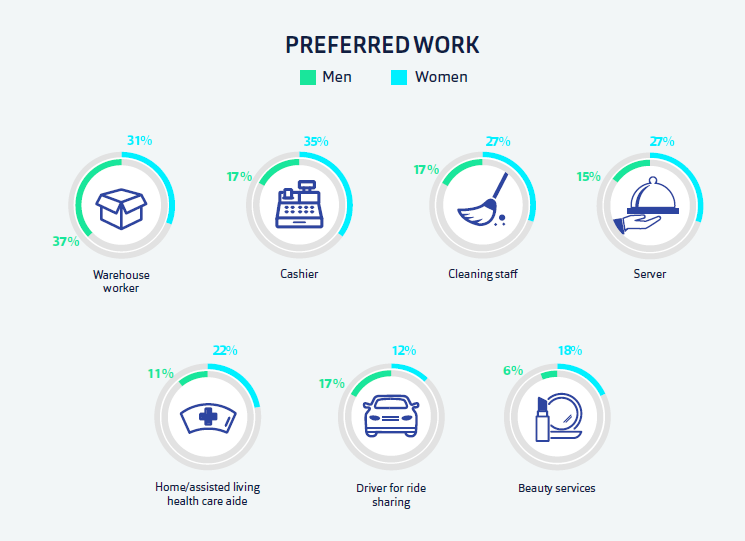 PREFERRED WORK
Men Women
31%
37%
Warehouse
worker
35%
17%
Cashier
27%
17%
Cleaning staff
27%
15%
Server
22%
11%
Home/assisted living
health care aide
12%
17%
Driver for ride
sharing
18%
6%
Beauty services